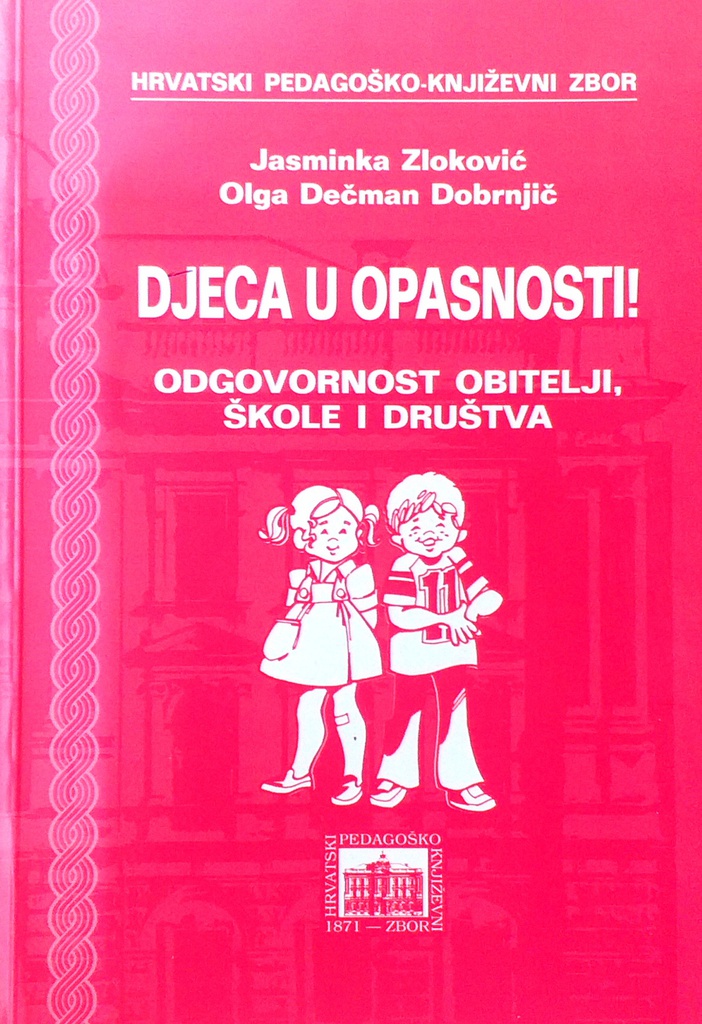 HRVATSKI PEDAGOŠKO-KNJIŽEVNI ZBOR
Jasminka Zloković
Olga Dečman Dobrnjič
DJECA U OPASNOSTI!
ODGOVORNOST OBITELJI,
ŠKOLE I DRUŠTVA
11
HRVATSKI
PEDAGOŠKO
KNJIZEVNI
1871 — ZBOR